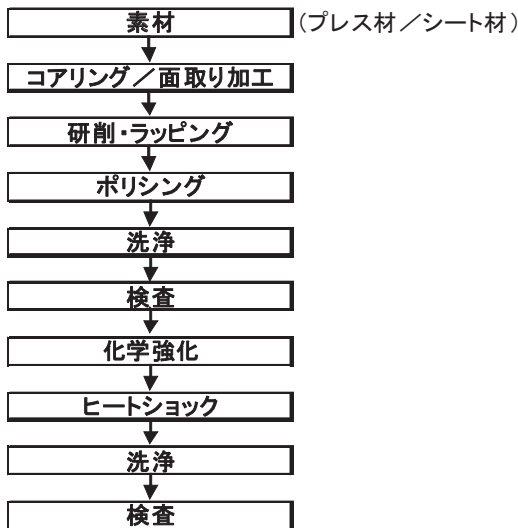 素材 (プレス材/シート材)
コアリング/面取り加工
研削・ラッピング
ポリシング
洗浄
検査
化学強化
ヒートショック
洗浄
検査